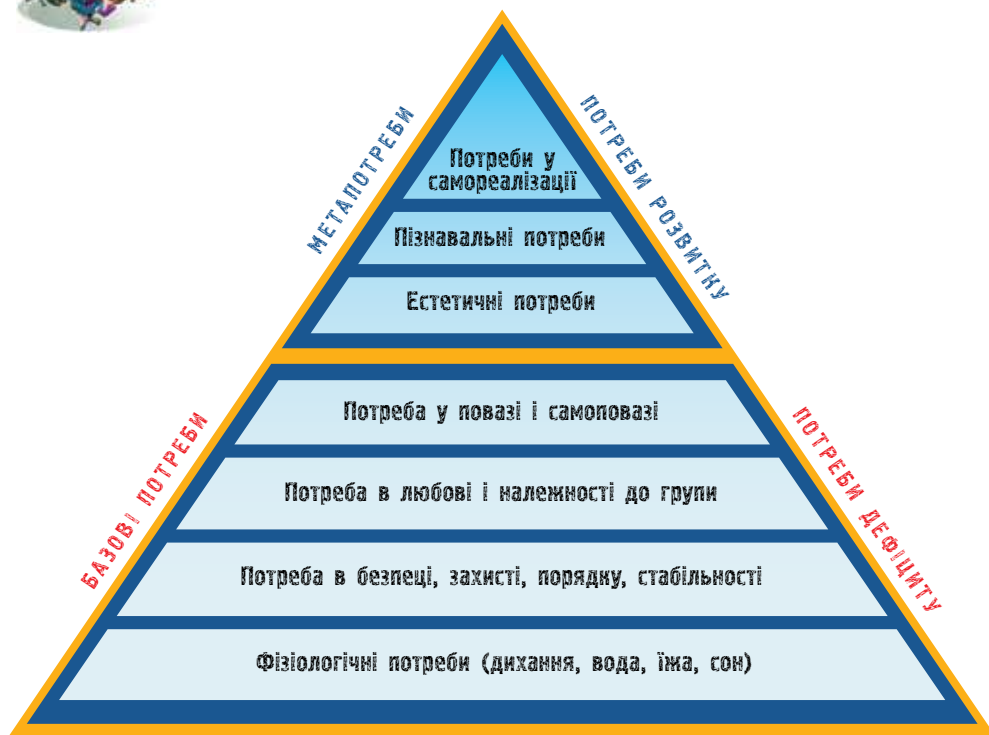 МЕТАПОТРЕБИ
ПОТРЕБИ РОЗВИТКУ
Потреби у
самореалізації
Пізнавальні потреби
Естетичні потреби
БАЗОВІ ПОТРЕБИ
ПОТРЕБИ ДЕФІЦИТУ
Потреба у повазі і самоповазі
Потреба в любові і належності до групи
Потреба в безпеці, захисті, порядку, стабільності
Фізіологічні потреби (дихання, вода, їжа, сон)